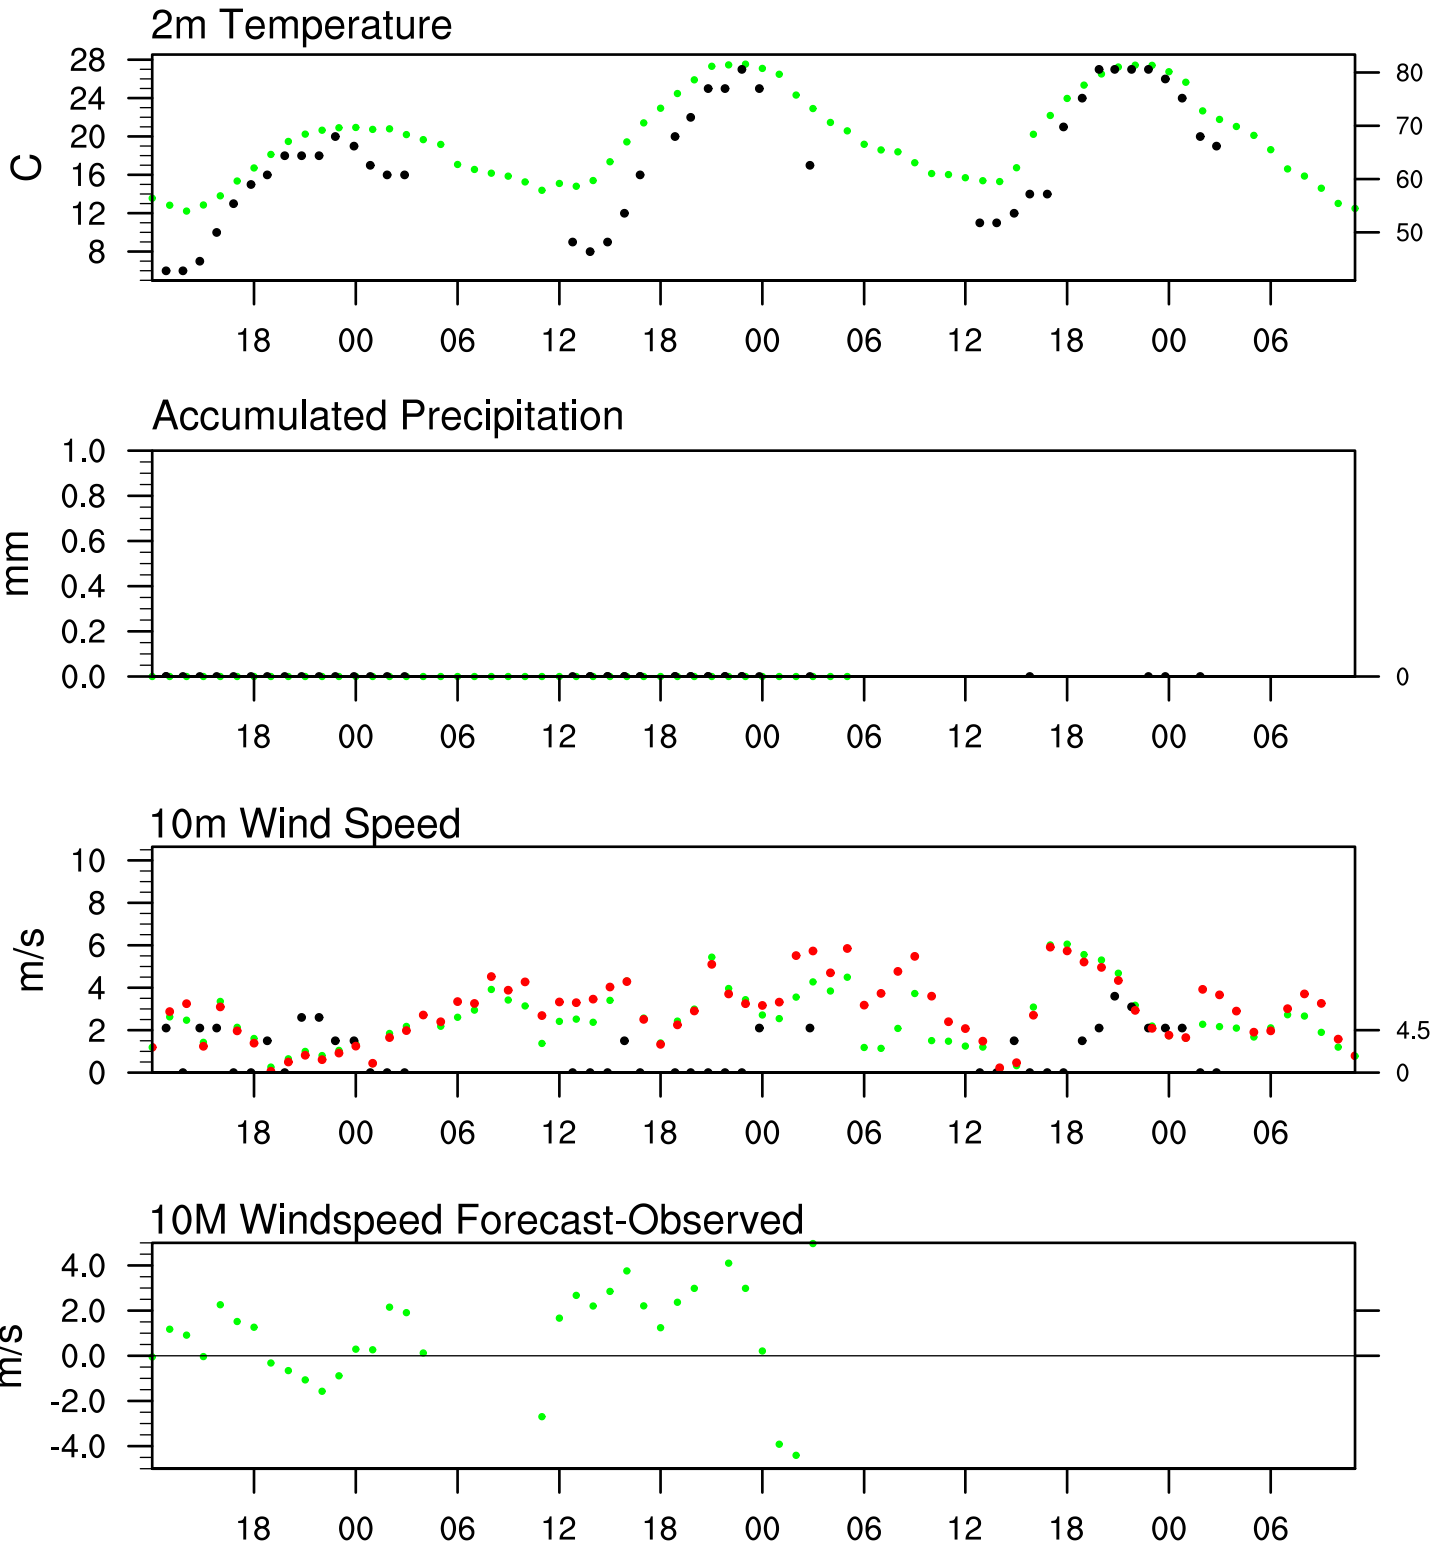 2m Temperature
28
24
20
16
12
8
C
80
70
60
50
18 00 06 12 18 00 06 12 18 00 06
Accumulated Precipitation
1.0
0.8
0.6
0.4
0.2
0.0
mm
0
18 00 06 12 18 00 06 12 18 00 06
10m Wind Speed
10
8
6
4
2
0
m/s
4.5
0
18 00 06 12 18 00 06 12 18 00 06
10M Windspeed Forecast-Observed
4.0
2.0
0.0
-2.0
-4.0
m/s
18 00 06 12 18 00 06 12 18 00 06